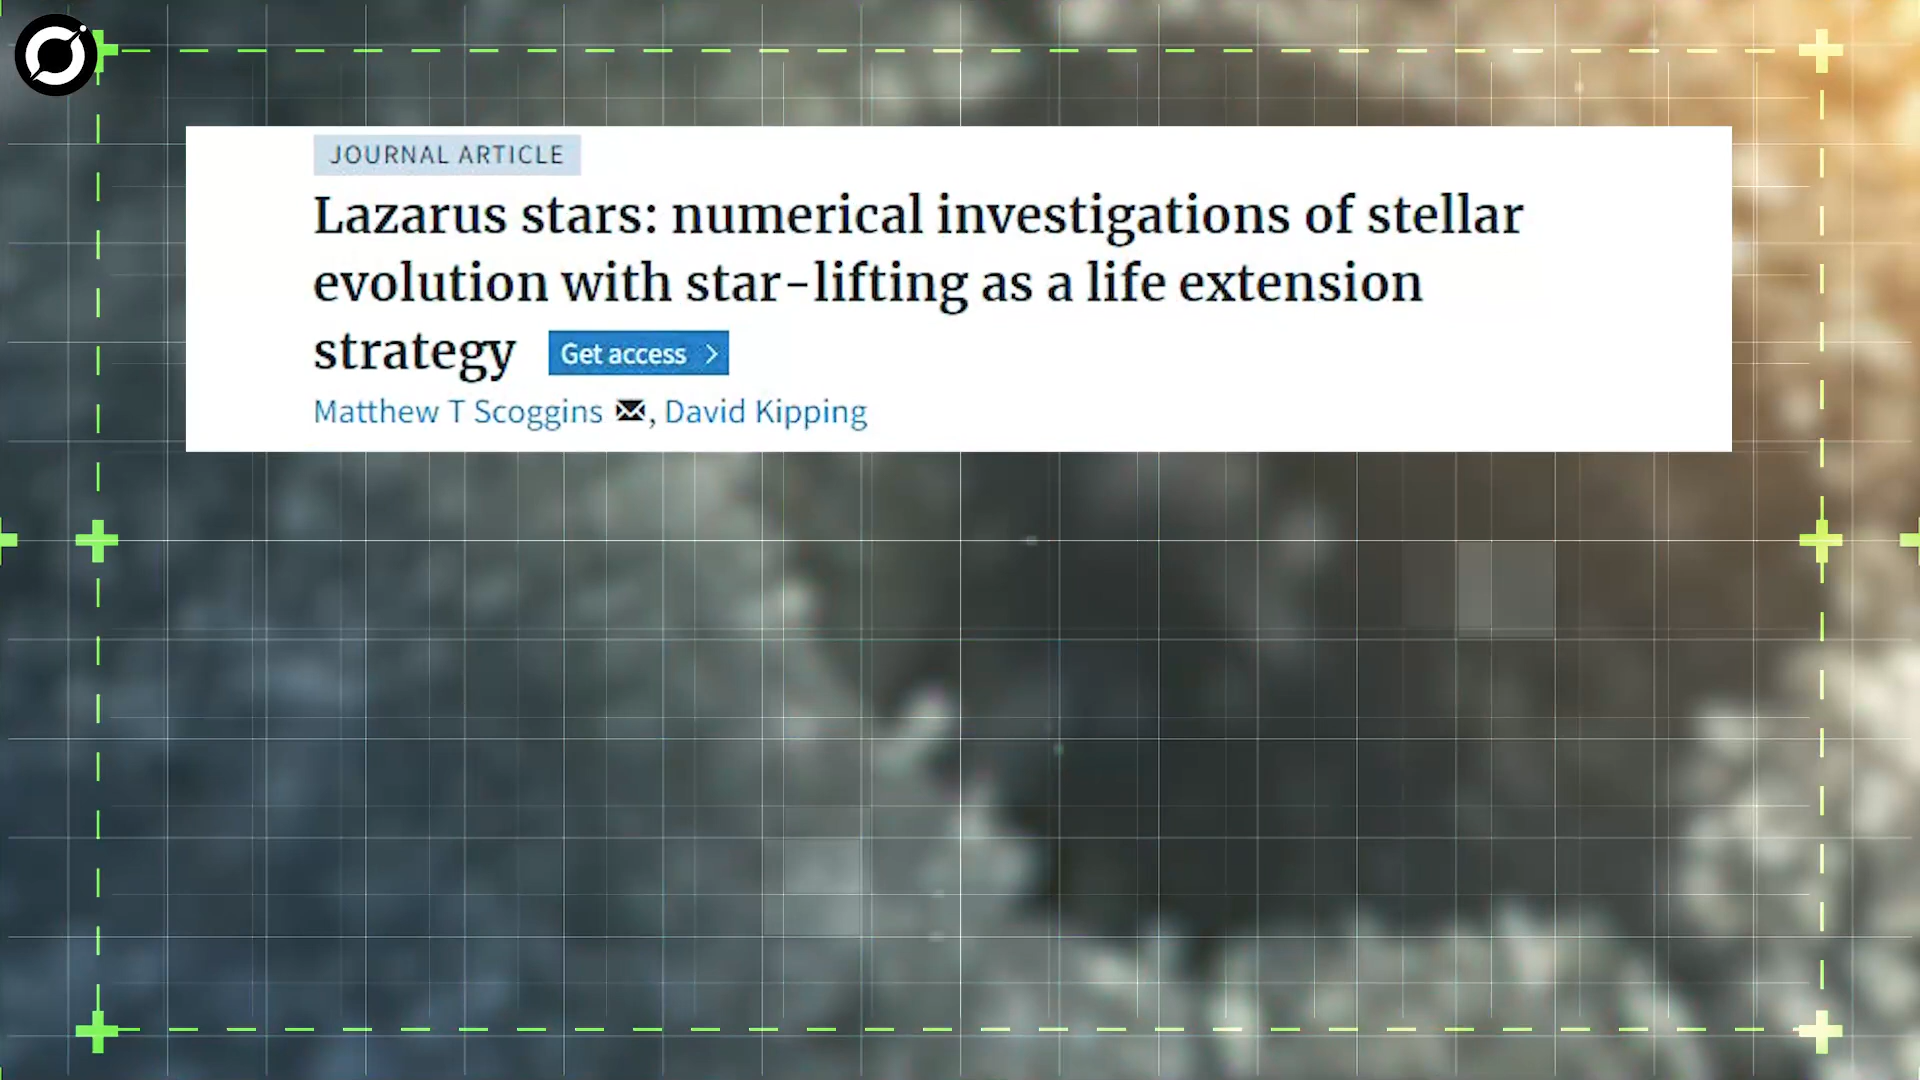 JOURNAL ARTICLE
Lazarus stars: numerical investigations of stellar
evolution with star-lifting as a life extension
strategy Get access
Matthew T Scoggins, David Kipping